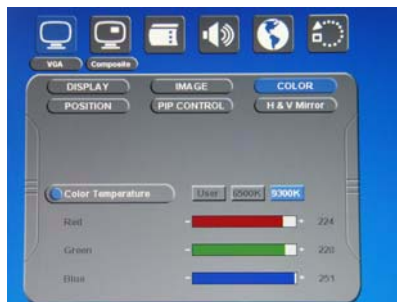 VGA Composite
DISPLAY IMAGE COLOR
POSITION PIP CONTROL H & V Mirror
Color Temperature User 6500K 9300K
Red - + 224
Green - + 220
Blue - + 251